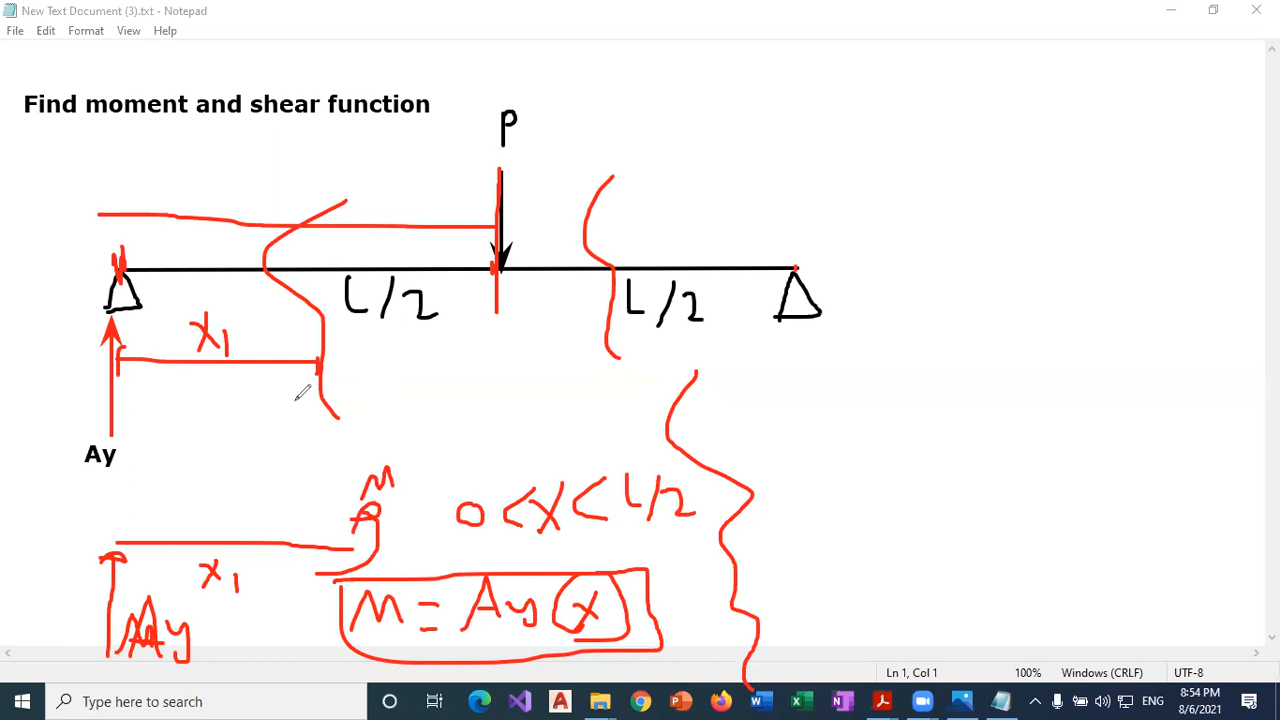 New Text Document (3).txt - Notepad
File Edit Format View Help
Find moment and shear function
P
L/2 L/2
x1
Ay
M
0 < x < L/2
x1
M = Ay (x)
Ay
Ln 1, Col 1 100% Windows (CRLF) UTF-8
Type here to search
ENG
8:54 PM
8/6/2021